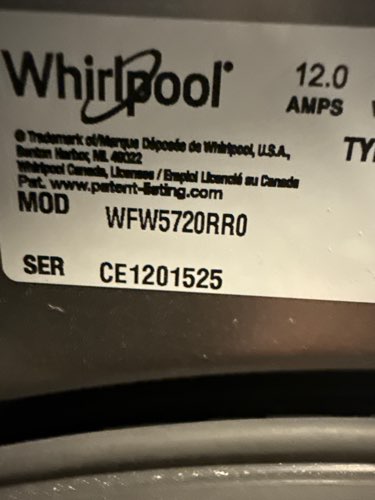 Whirlpool®
12.0
AMPS
® Trademark of/Marque Déposée de Whirlpool, U.S.A.,
Benton Harbor, MI. 49022
Whirlpool Canada, Licensee / Emploi Licencié au Canada
Pat. www.patent-listing.com
MOD WFW5720RR0
SER CE1201525